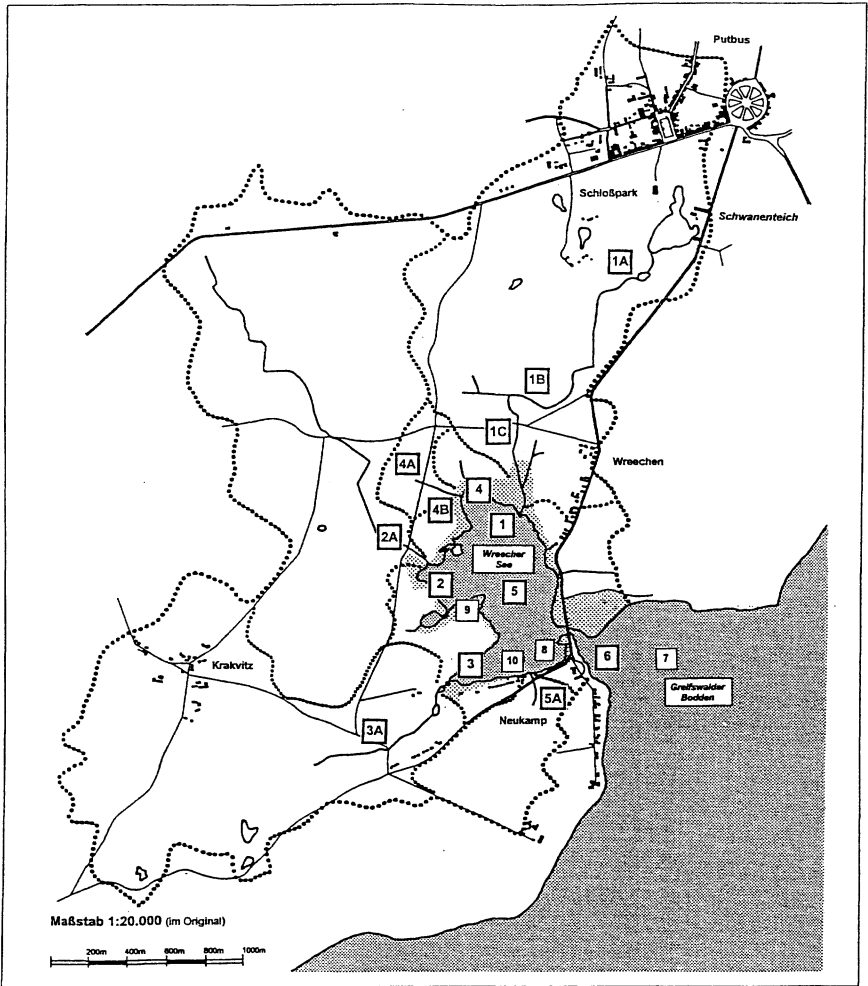 Putbus
Schloßpark
Schwanenteich
1A
1B
1C
Wreechen
4A
4
4B
1
2A
Wreecher
See
2
5
9
8
6
7
3
10
Krakvitz
Greifswalder
Bodden
5A
Neukamp
3A
Maßstab 1:20.000 (im Original)
200m 400m 600m 800m 1000m